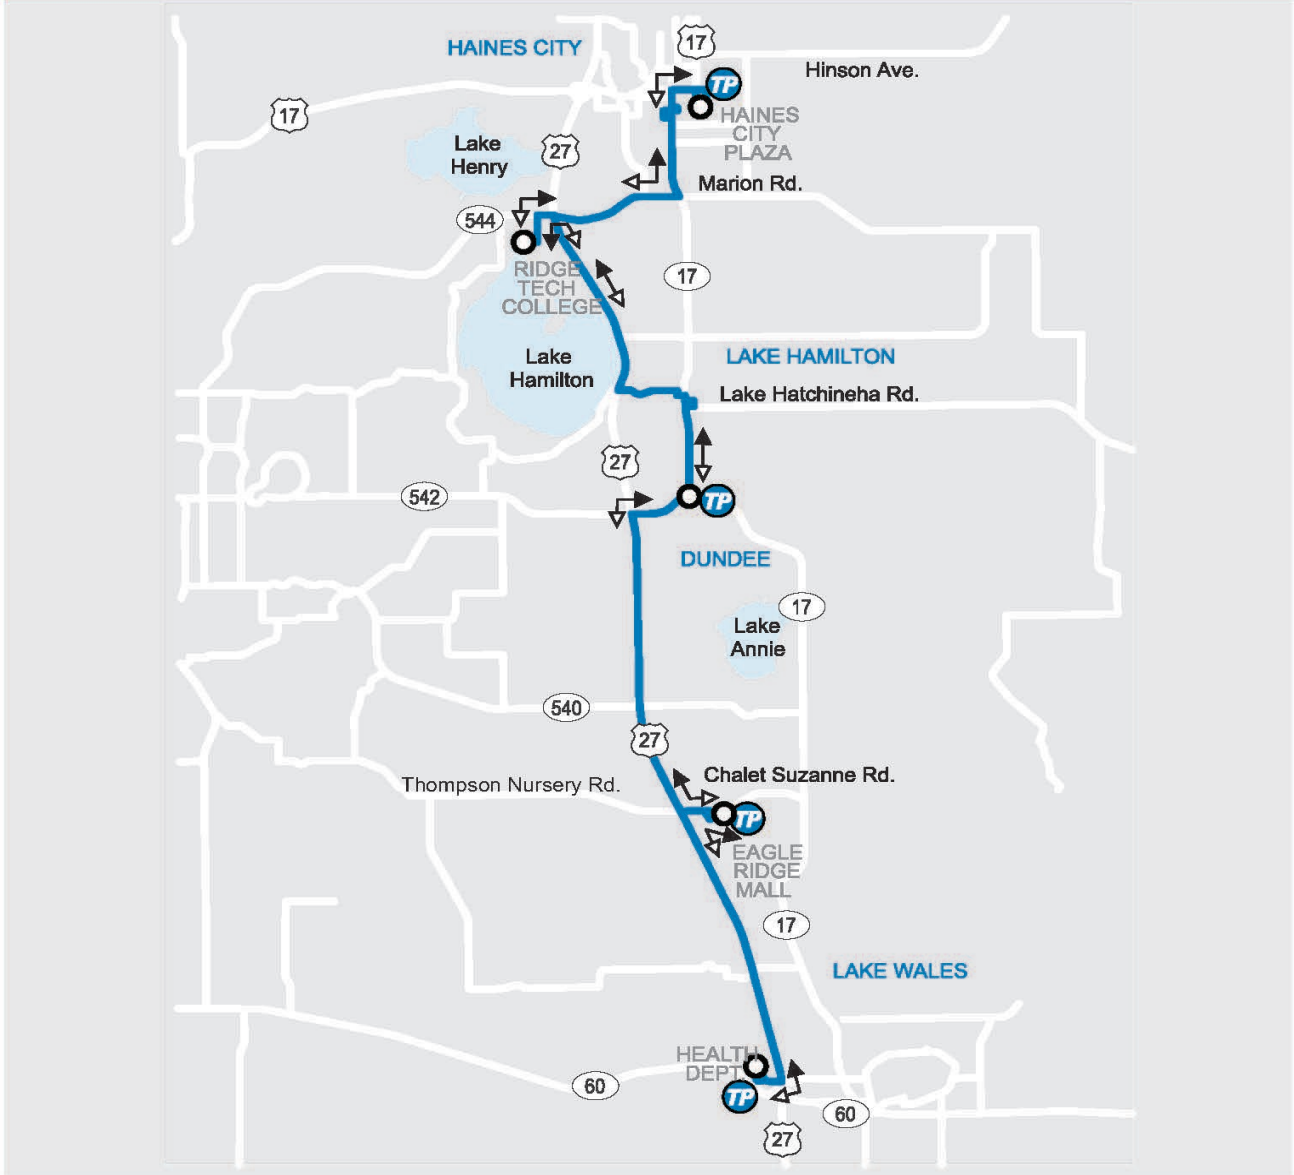 HAINES CITY
17
Hinson Ave.
TP
17
HAINES
CITY
PLAZA
Lake
Henry
27
Marion Rd.
544
RIDGE
TECH
COLLEGE
17
LAKE HAMILTON
Lake
Hamilton
Lake Hatchineha Rd.
27
542
TP
DUNDEE
17
Lake
Annie
540
27
Chalet Suzanne Rd.
Thompson Nursery Rd.
TP
EAGLE
RIDGE
MALL
17
LAKE WALES
HEALTH
DEPT
60
TP
60
27